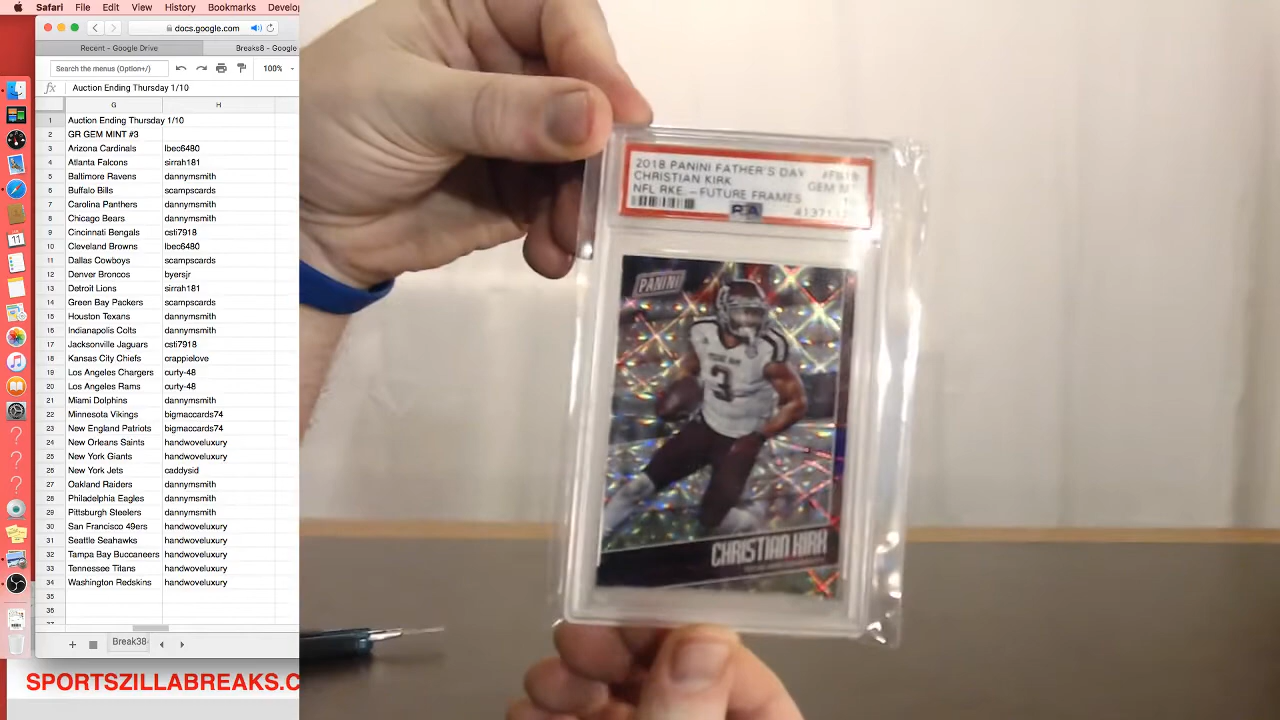 Safari File Edit View History Bookmarks
docs.google.com
Recent - Google Drive
Breaks8 - Google
Search the menus (Option+/)
100%
fx Auction Ending Thursday 1/10
G H
1 Auction Ending Thursday 1/10
2 GR GEM MINT #3
3 Arizona Cardinals lbec6480
4 Atlanta Falcons sirrah181
5 Baltimore Ravens dannymsmith
6 Buffalo Bills scampscards
7 Carolina Panthers dannymsmith
8 Chicago Bears dannymsmith
9 Cincinnati Bengals csti7918
10 Cleveland Browns lbec6480
11 Dallas Cowboys scampscards
12 Denver Broncos byersjr
13 Detroit Lions sirrah181
14 Green Bay Packers scampscards
15 Houston Texans dannymsmith
16 Indianapolis Colts dannymsmith
17 Jacksonville Jaguars csti7918
18 Kansas City Chiefs crappielove
19 Los Angeles Chargers curty-48
20 Los Angeles Rams curty-48
21 Miami Dolphins dannymsmith
22 Minnesota Vikings bigmaccards74
23 New England Patriots bigmaccards74
24 New Orleans Saints handwoveluxury
25 New York Giants handwoveluxury
26 New York Jets caddysid
27 Oakland Raiders dannymsmith
28 Philadelphia Eagles dannymsmith
29 Pittsburgh Steelers dannymsmith
30 San Francisco 49ers handwoveluxury
31 Seattle Seahawks handwoveluxury
32 Tampa Bay Buccaneers handwoveluxury
33 Tennessee Titans handwoveluxury
34 Washington Redskins handwoveluxury
35
36
Break38-
SPORTSZILLABREAKS.C
2018 PANINI FATHER'S DAY
CHRISTIAN KIRK GEM
NFL RKE.-FUTURE FRAMES
PSA
PANINI
3
CHRISTIAN KIRK